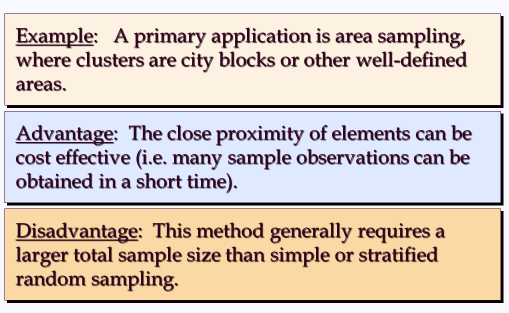 Example:   A primary application is area sampling,
where clusters are city blocks or other well-defined
areas.
Advantage:  The close proximity of elements can be
cost effective (i.e. many sample observations can be
obtained in a short time).
Disadvantage:  This method generally requires a
larger total sample size than simple or stratified
random sampling.